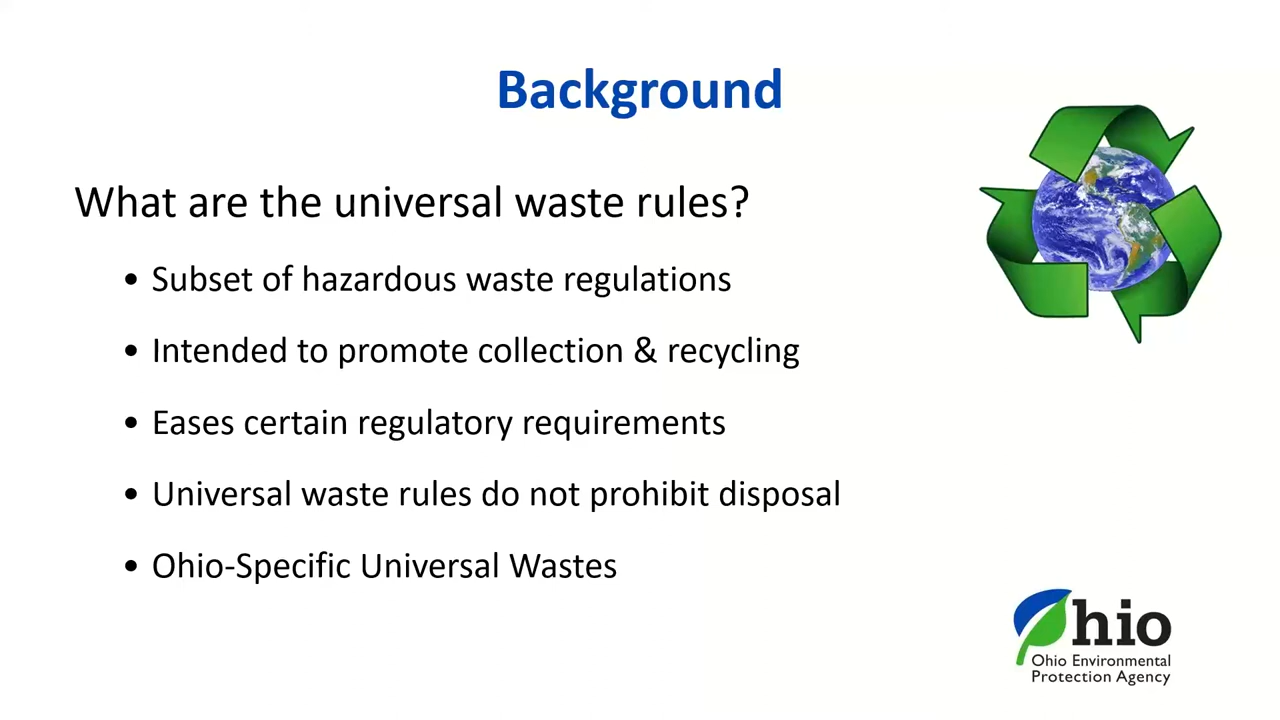 Background
What are the universal waste rules?
• Subset of hazardous waste regulations
• Intended to promote collection & recycling
• Eases certain regulatory requirements
• Universal waste rules do not prohibit disposal
• Ohio-Specific Universal Wastes
Ohio
Ohio Environmental
Protection Agency